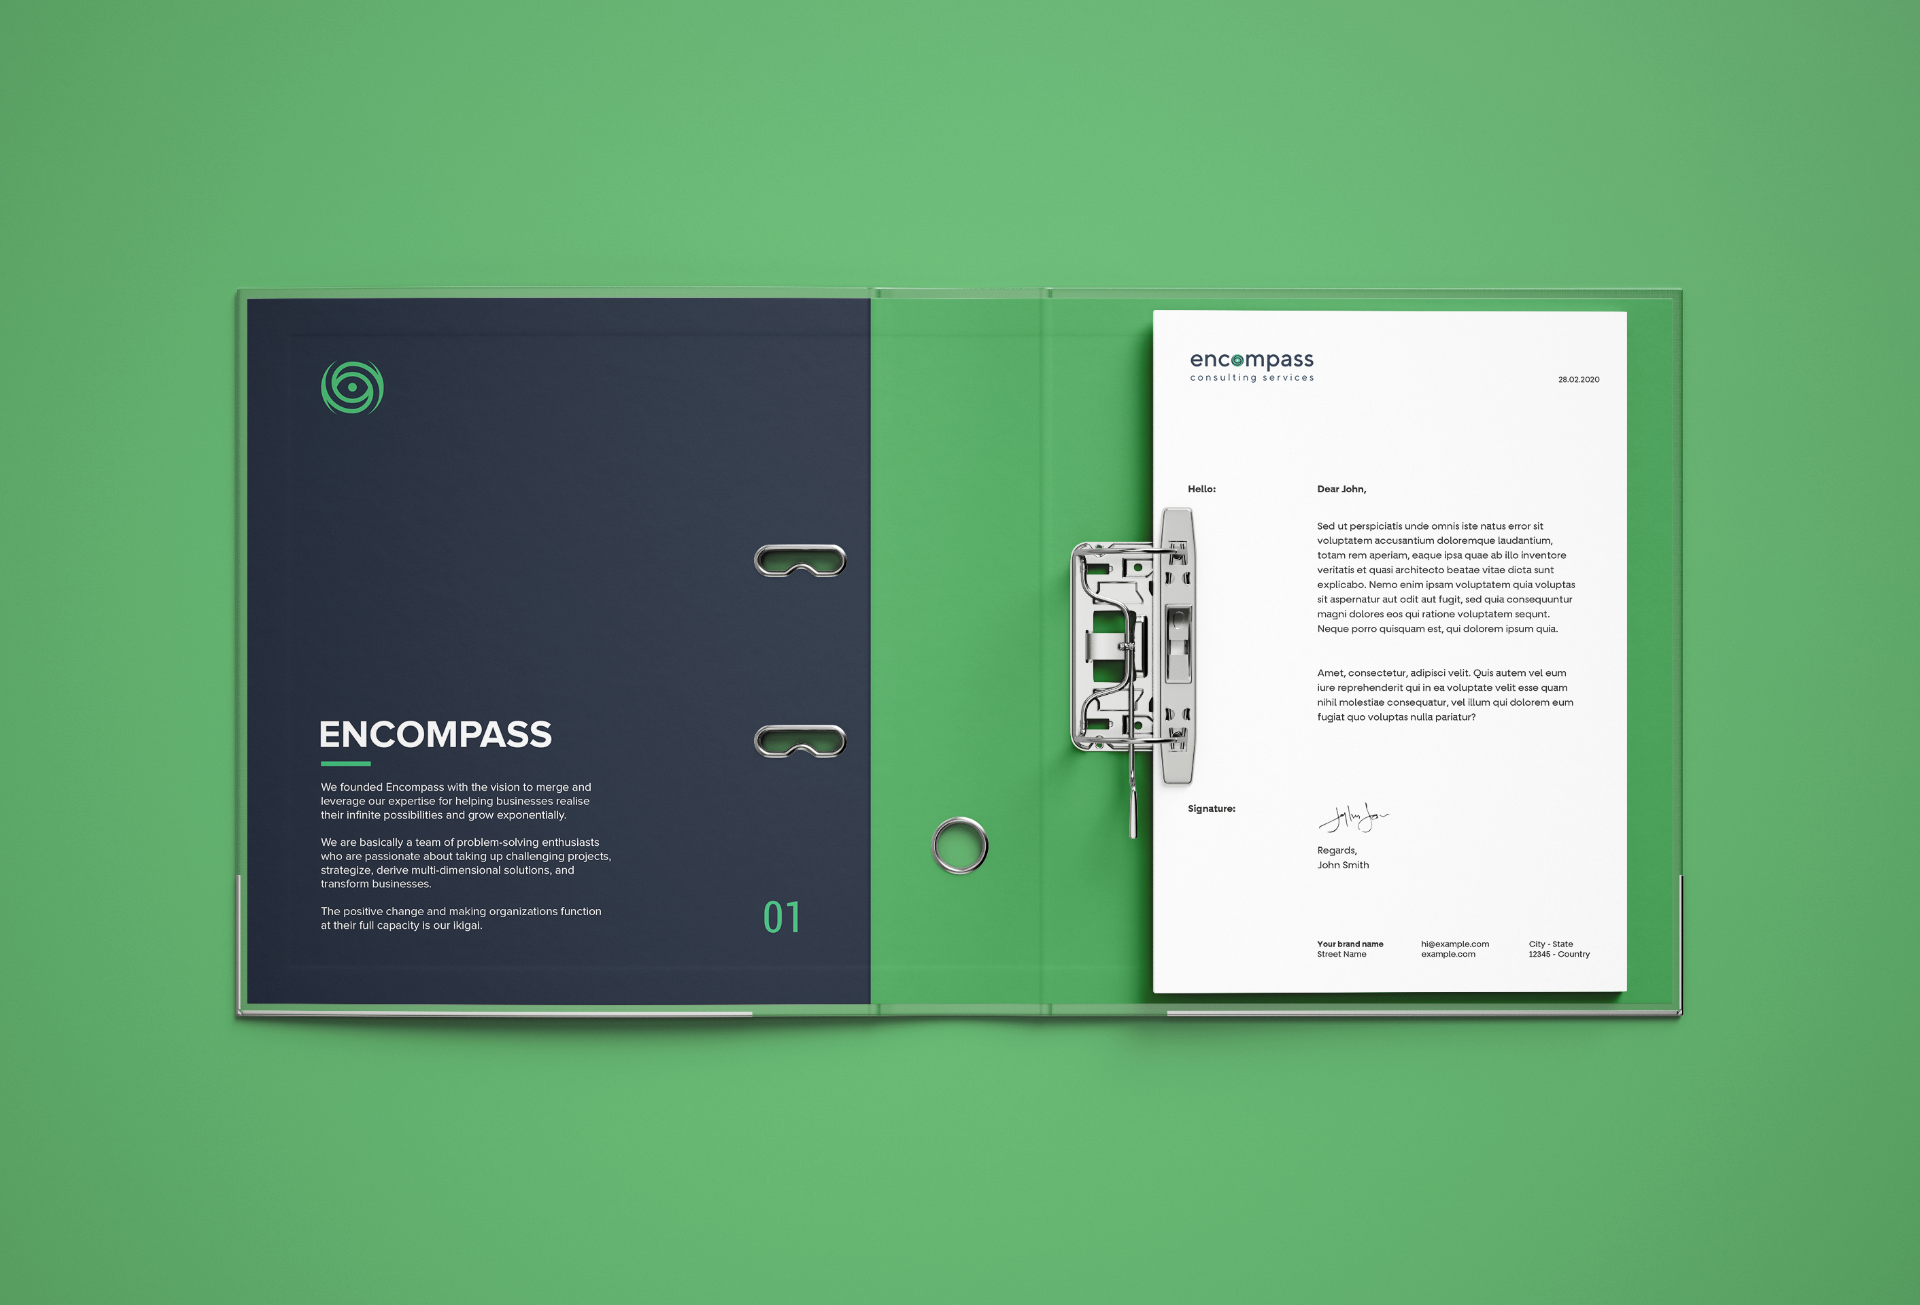 ENCOMPASS
We founded Encompass with the vision to merge and
leverage our expertise for helping businesses realise
their infinite possibilities and grow exponentially.
We are basically a team of problem-solving enthusiasts
who are passionate about taking up challenging projects,
strategize, derive multi-dimensional solutions, and
transform businesses.
The positive change and making organizations function
at their full capacity is our ikigai.
01
encompass
consulting services
28.02.2020
Hello:
Dear John,
Sed ut perspiciatis unde omnis iste natus error sit
voluptatem accusantium doloremque laudantium,
totam rem aperiam, eaque ipsa quae ab illo inventore
veritatis et quasi architecto beatae vitae dicta sunt
explicabo. Nemo enim ipsam voluptatem quia voluptas
sit aspernatur aut odit aut fugit, sed quia consequuntur
magni dolores eos qui ratione voluptatem sequnt.
Neque porro quisquam est, qui dolorem ipsum quia.
Amet, consectetur, adipisci velit. Quis autem vel eum
iure reprehenderit qui in ea voluptate velit esse quam
nihil molestiae consequatur, vel illum qui dolorem eum
fugiat quo voluptas nulla pariatur?
Signature:
Regards,
John Smith
Your brand name
Street Name
hi@example.com
example.com
City - State
12345 - Country